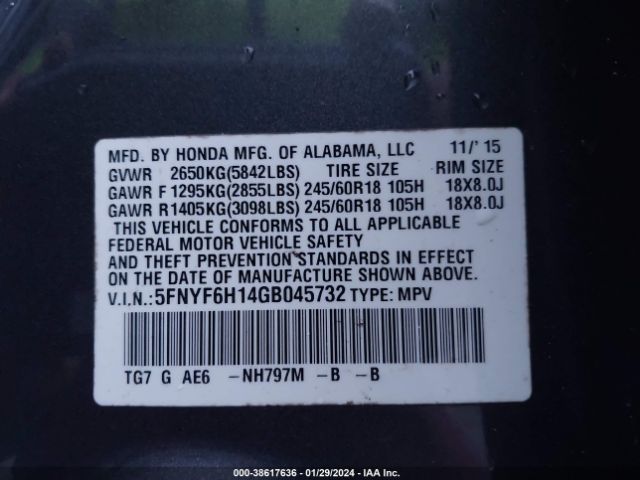 MFD. BY HONDA MFG. OF ALABAMA, LLC 11/'15
GVWR 2650KG(5842LBS) TIRE SIZE RIM SIZE
GAWR F1295KG(2855LBS) 245/60R18 105H 18X8.0J
GAWR R1405KG(3098LBS) 245/60R18 105H 18X8.0J
THIS VEHICLE CONFORMS TO ALL APPLICABLE
FEDERAL MOTOR VEHICLE SAFETY
AND THEFT PREVENTION STANDARDS IN EFFECT
ON THE DATE OF MANUFACTURE SHOWN ABOVE.
V.I.N.:5FNYF6H14GB045732 TYPE: MPV
TG7 G AE6 -NH797M -B -B
000-38617636 - 01/29/2024 - IAA Inc.